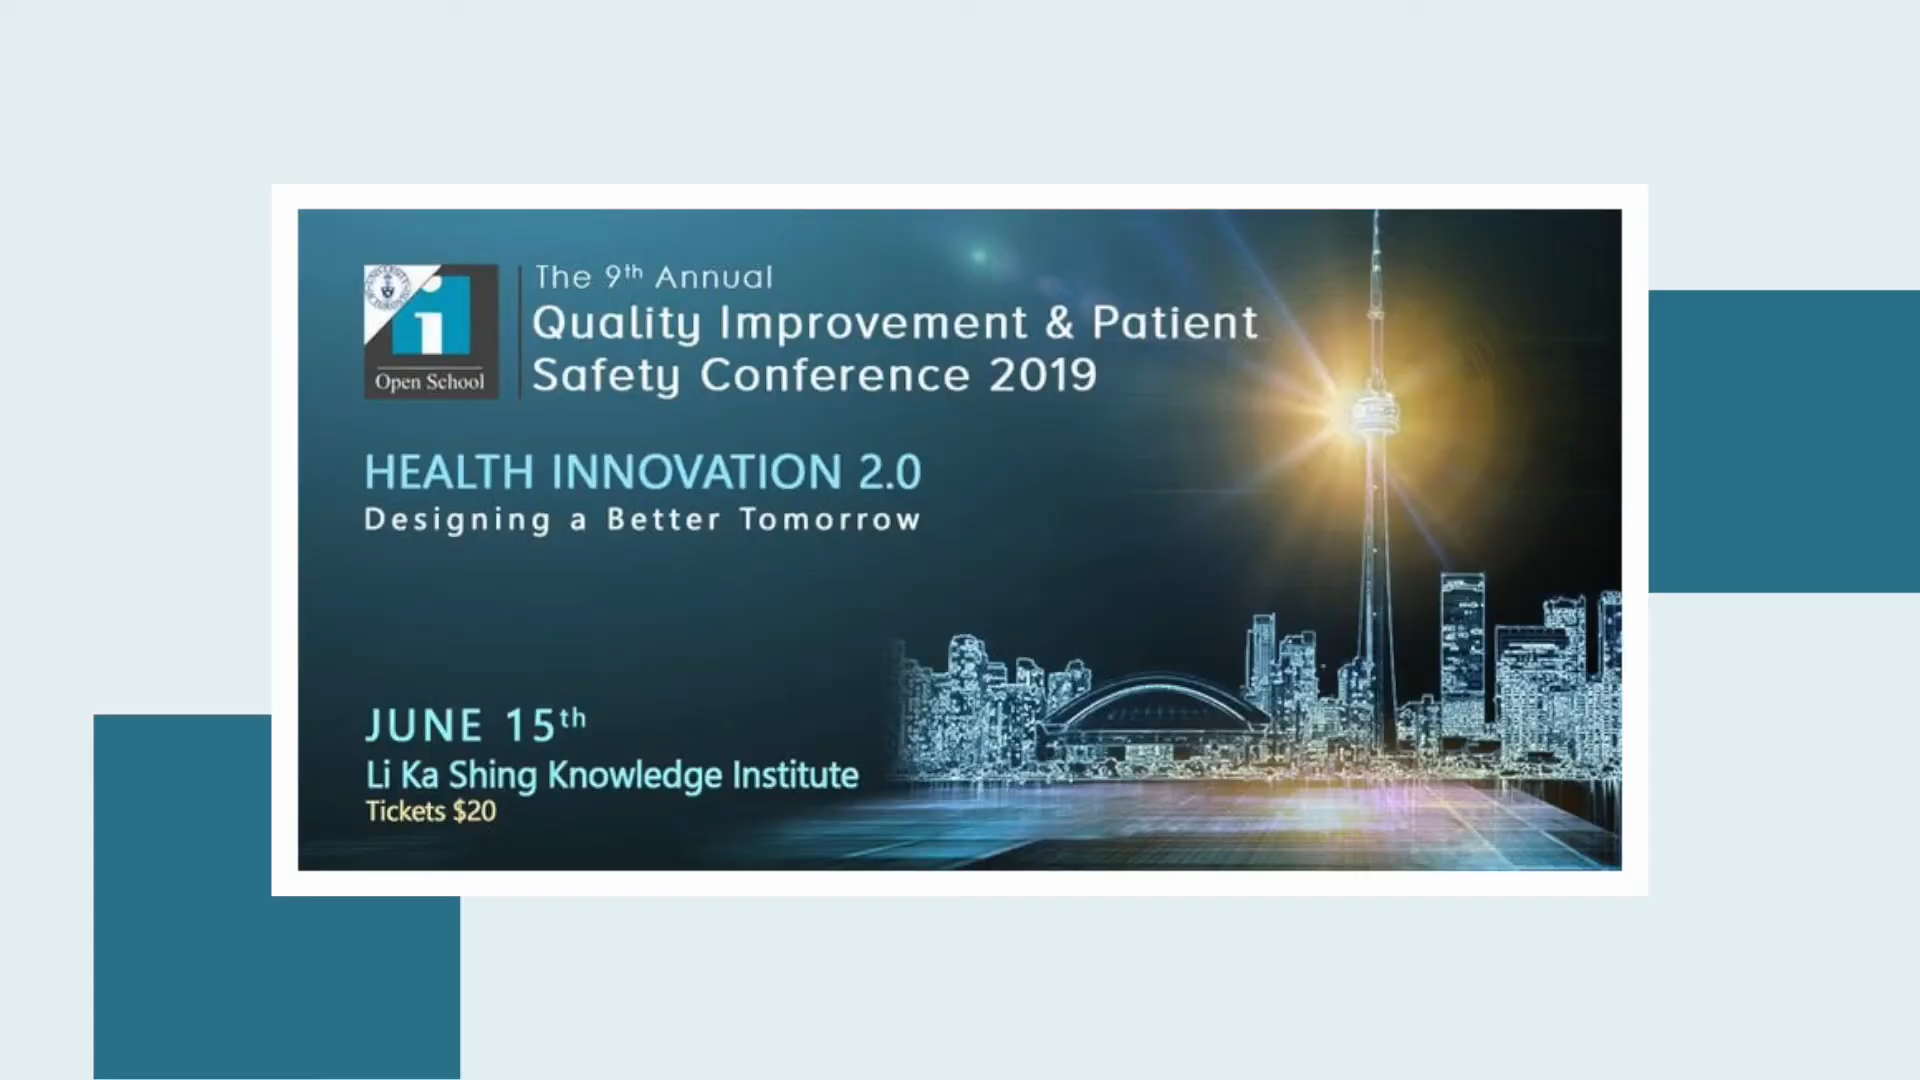 The 9th Annual
Quality Improvement & Patient
Safety Conference 2019
Open School
HEALTH INNOVATION 2.0
Designing a Better Tomorrow
JUNE 15th
Li Ka Shing Knowledge Institute
Tickets $20